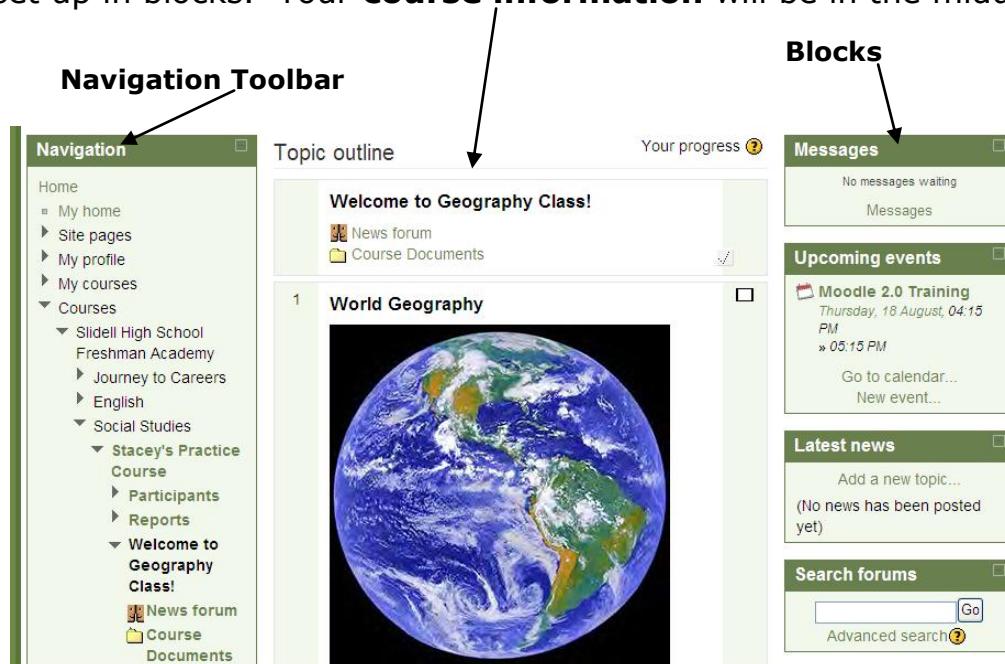 set up in blocks. Your course information will be in the midd
Blocks
Navigation Toolbar
Navigation
Home
My home
Site pages
My profile
My courses
Courses
Slidell High School
Freshman Academy
Journey to Careers
English
Social Studies
Stacey's Practice
Course
Participants
Reports
Welcome to
Geography
Class!
News forum
Course
Documents
Topic outline
Your progress
Welcome to Geography Class!
News forum
Course Documents
1
World Geography
Messages
No messages waiting
Messages
Upcoming events
Moodle 2.0 Training
Thursday, 18 August, 04:15
PM
» 05:15 PM
Go to calendar...
New event...
Latest news
Add a new topic...
(No news has been posted
yet)
Search forums
Go
Advanced search